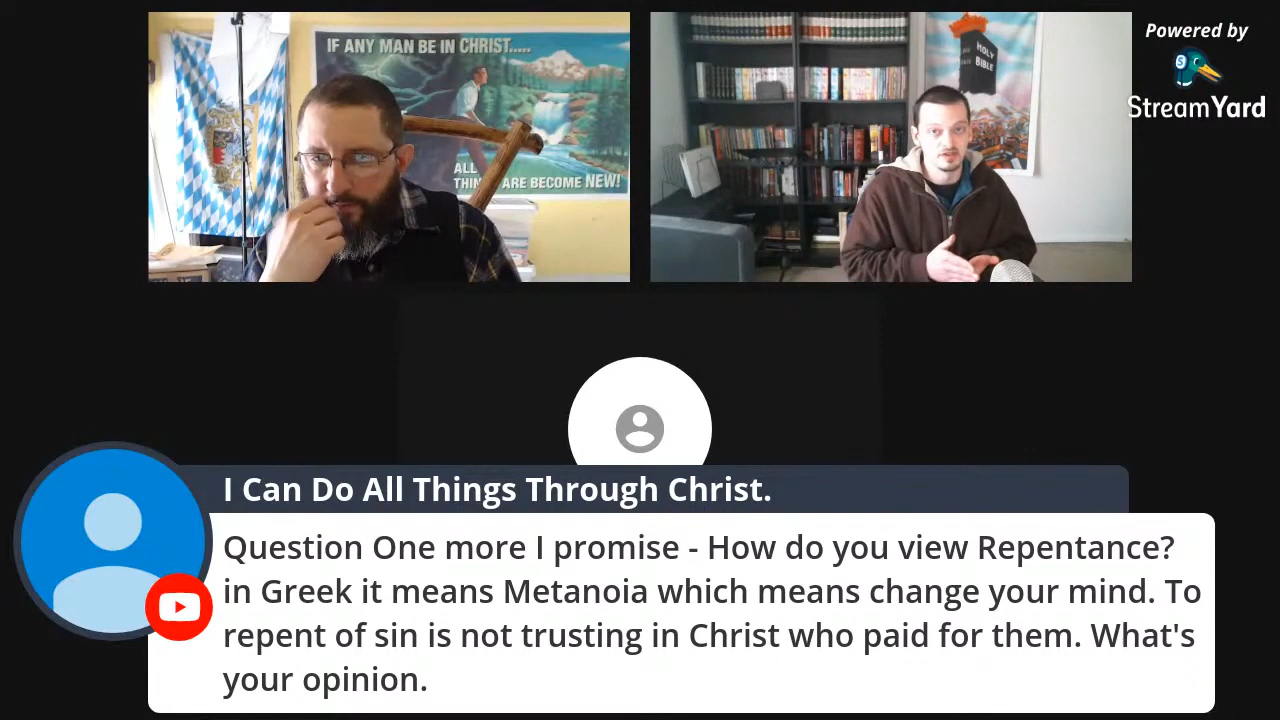 IF ANY MAN BE IN CHRIST.....
ALL
THIN ARE BECOME NEW!
HOLY
BIBLE
Powered by
StreamYard
I Can Do All Things Through Christ.
Question One more I promise - How do you view Repentance?
in Greek it means Metanoia which means change your mind. To
repent of sin is not trusting in Christ who paid for them. What's
your opinion.